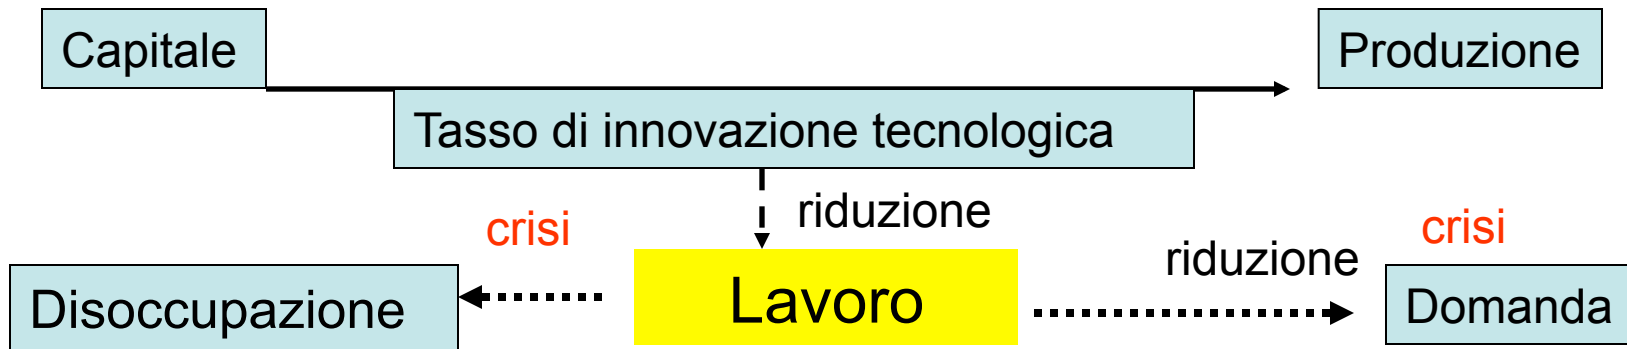 Capitale
Produzione
Tasso di innovazione tecnologica
riduzione
crisi
crisi
riduzione
Disoccupazione
Lavoro
Domanda